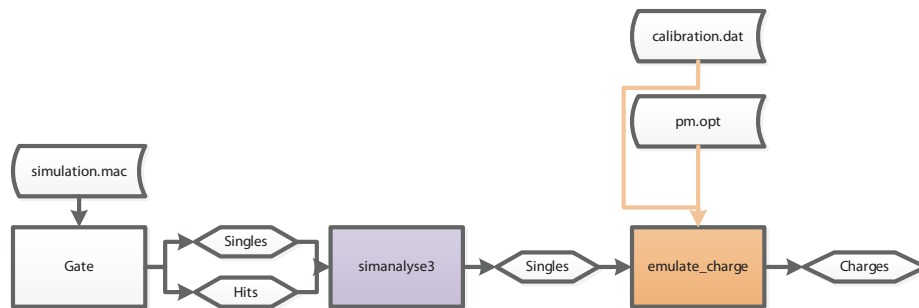 calibration.dat
pm.opt
simulation.mac
Gate
Singles
Hits
simanalyse3
Singles
emulate_charge
Charges